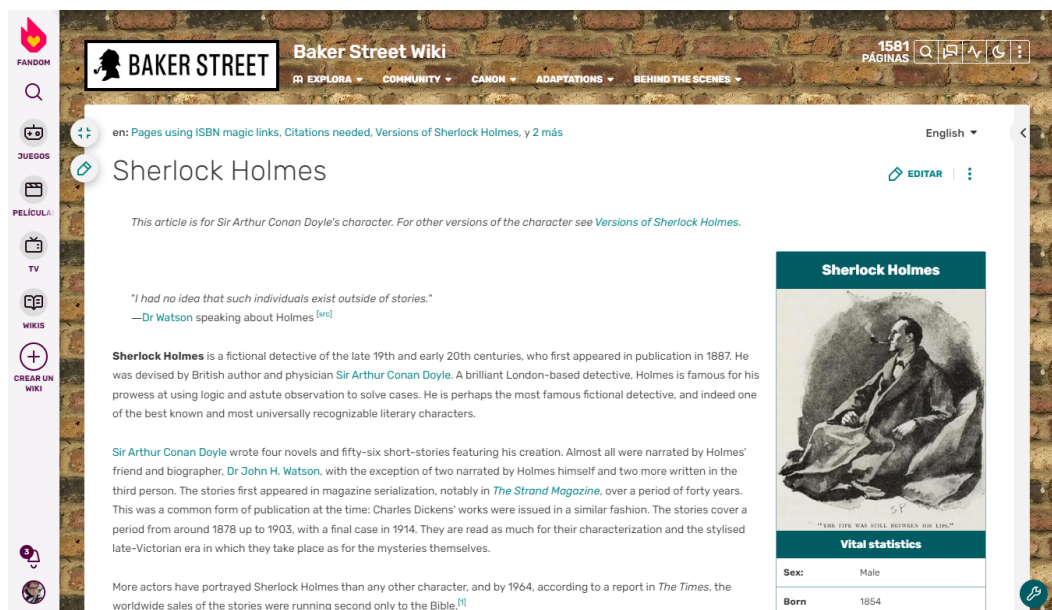 FANDOM
JUEGOS
PELÍCULA
TV
WIKIS
CREAR UN
WIKI
3
BAKER STREET
Baker Street Wiki
EXPLORA
COMMUNITY
CANON
ADAPTATIONS
BEHIND THE SCENES
1581
PÁGINAS
en: Pages using ISBN magic links, Citations needed, Versions of Sherlock Holmes, y 2 más
English
Sherlock Holmes
EDITAR
This article is for Sir Arthur Conan Doyle's character. For other versions of the character see Versions of Sherlock Holmes.
"I had no idea that such individuals exist outside of stories."
—Dr Watson speaking about Holmes [src]
Sherlock Holmes is a fictional detective of the late 19th and early 20th centuries, who first appeared in publication in 1887. He
was devised by British author and physician Sir Arthur Conan Doyle. A brilliant London-based detective, Holmes is famous for his
prowess at using logic and astute observation to solve cases. He is perhaps the most famous fictional detective, and indeed one
of the best known and most universally recognizable literary characters.
Sir Arthur Conan Doyle wrote four novels and fifty-six short-stories featuring his creation. Almost all were narrated by Holmes'
friend and biographer, Dr John H. Watson, with the exception of two narrated by Holmes himself and two more written in the
third person. The stories first appeared in magazine serialization, notably in The Strand Magazine, over a period of forty years.
This was a common form of publication at the time: Charles Dickens' works were issued in a similar fashion. The stories cover a
period from around 1878 up to 1903, with a final case in 1914. They are read as much for their characterization and the stylised
late-Victorian era in which they take place as for the mysteries themselves.
More actors have portrayed Sherlock Holmes than any other character, and by 1964, according to a report in The Times, the
worldwide sales of the stories were running second only to the Bible.[1]
Sherlock Holmes
SP
"THE PIPE WAS STILL BETWEEN HIS LIPS."
Vital statistics
Sex: Male
Born 1854